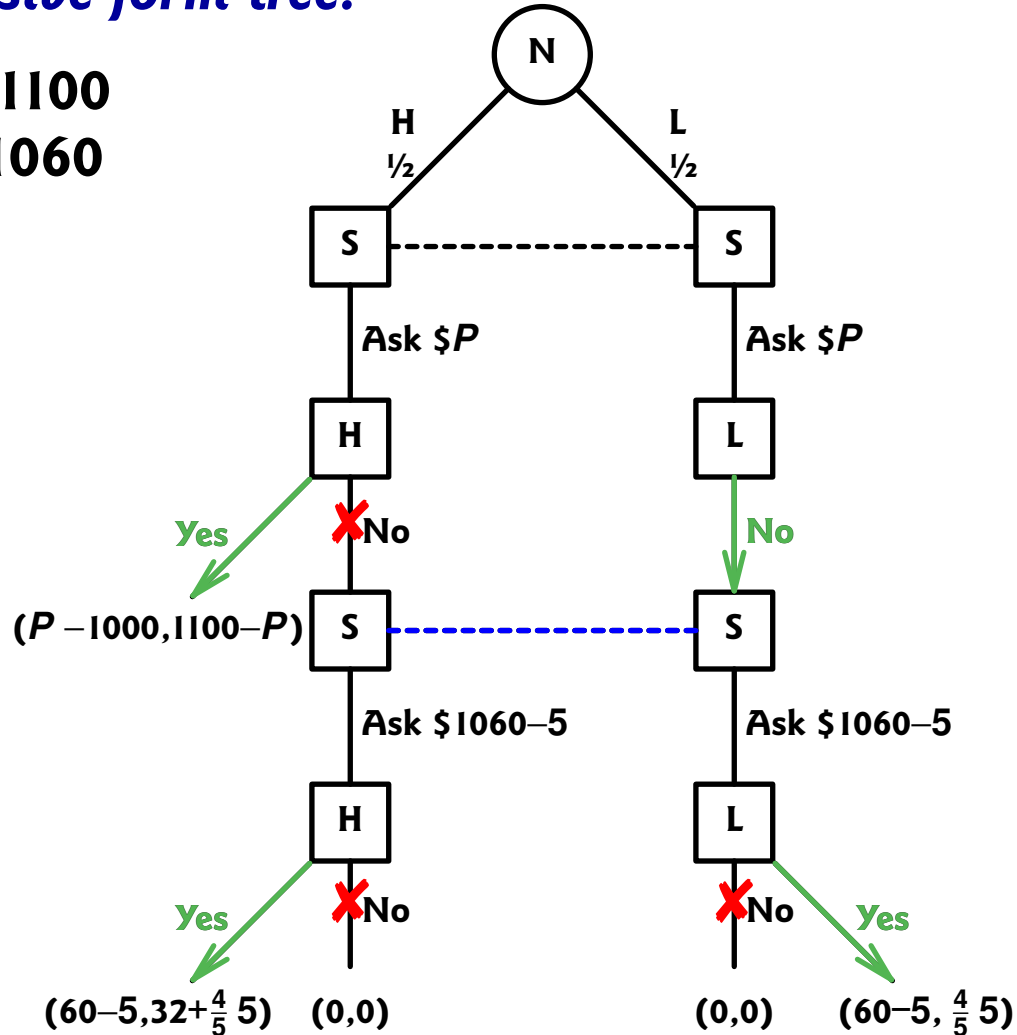 form tree:
1100
1060
N
H L
½ ½
S S
Ask $P Ask $P
H L
Yes No No
(P –1000,1100–P) S S
Ask $1060–5 Ask $1060–5
H L
Yes No No Yes
(60–5,32+⅘ 5) (0,0) (0,0) (60–5, ⅘ 5)